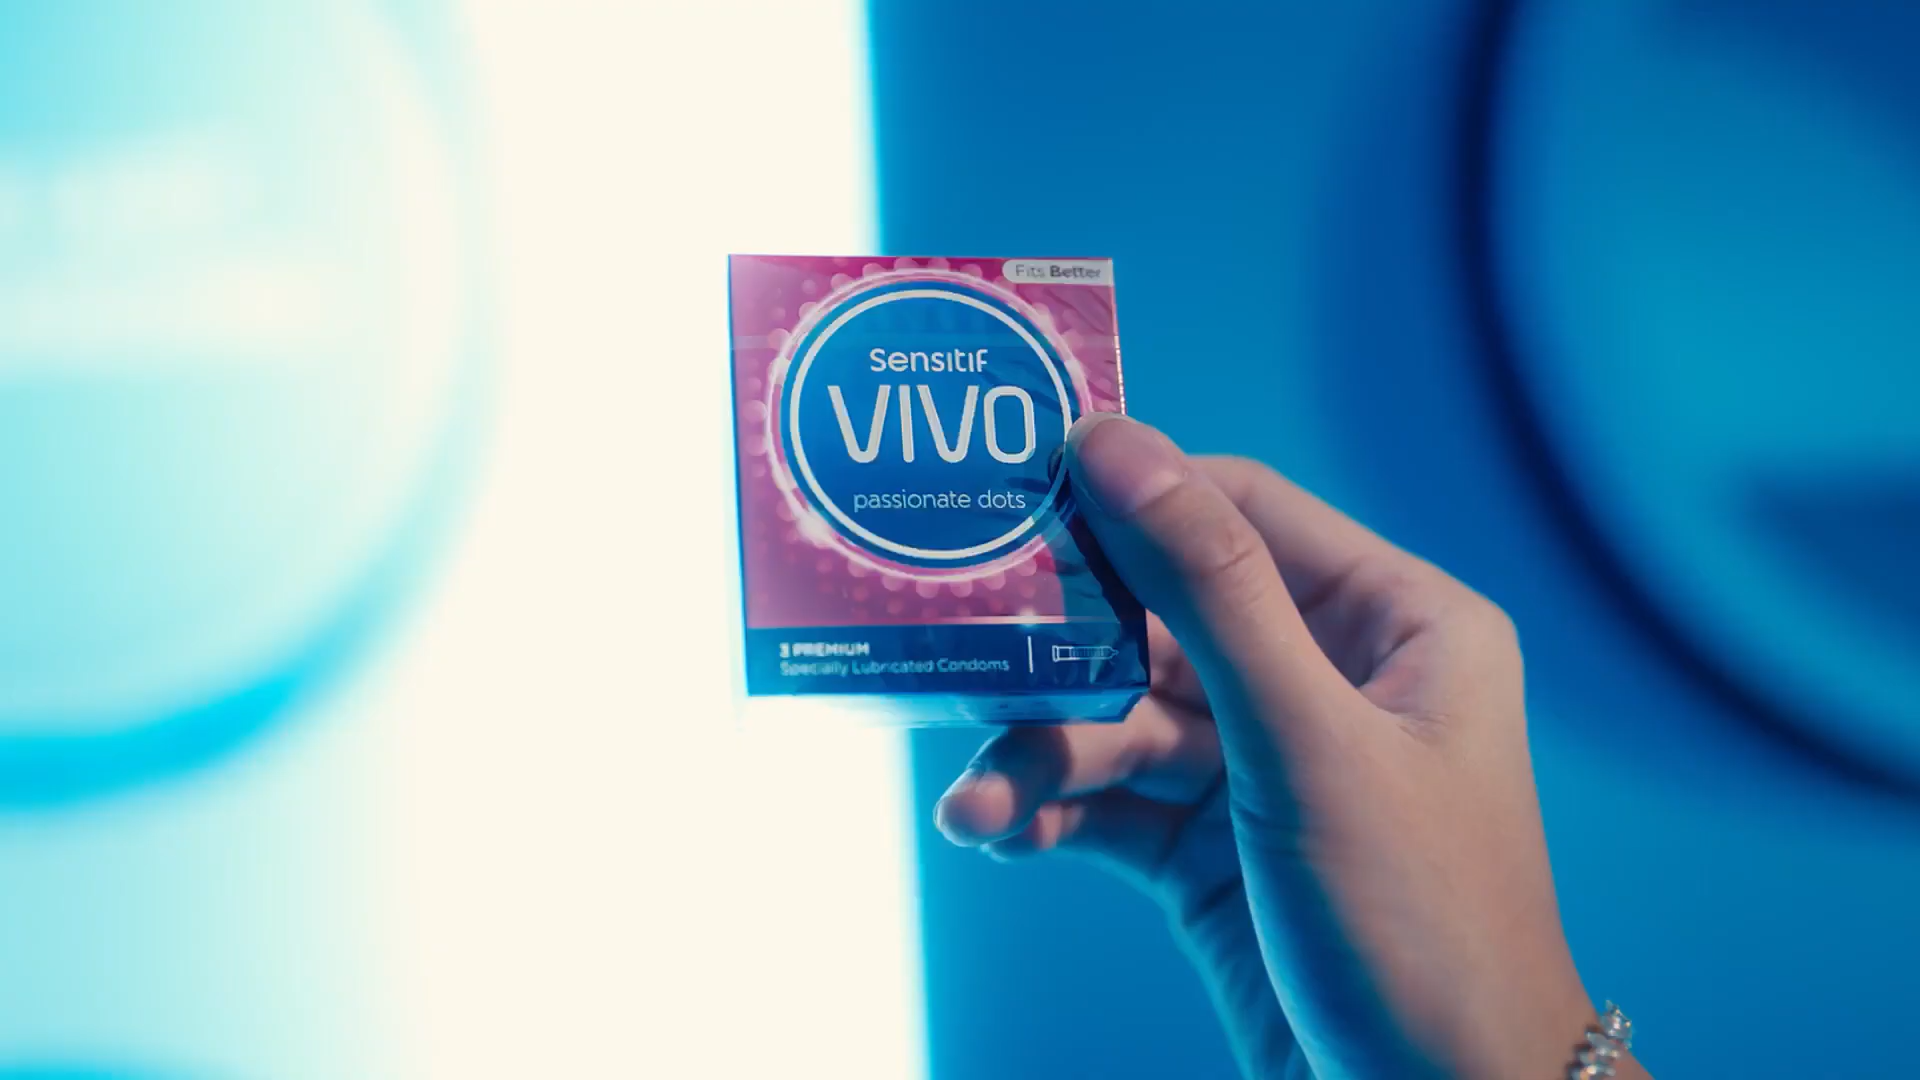 Fits Better
Sensitif
VIVO
passionate dots
3 PREMIUM
Specially Lubricated Condoms